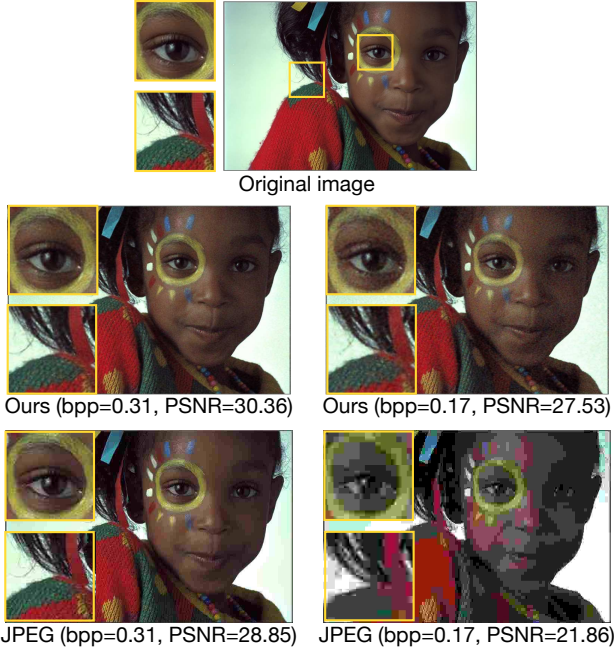 Original image
Ours (bpp=0.31, PSNR=30.36)
Ours (bpp=0.17, PSNR=27.53)
JPEG (bpp=0.31, PSNR=28.85)
JPEG (bpp=0.17, PSNR=21.86)